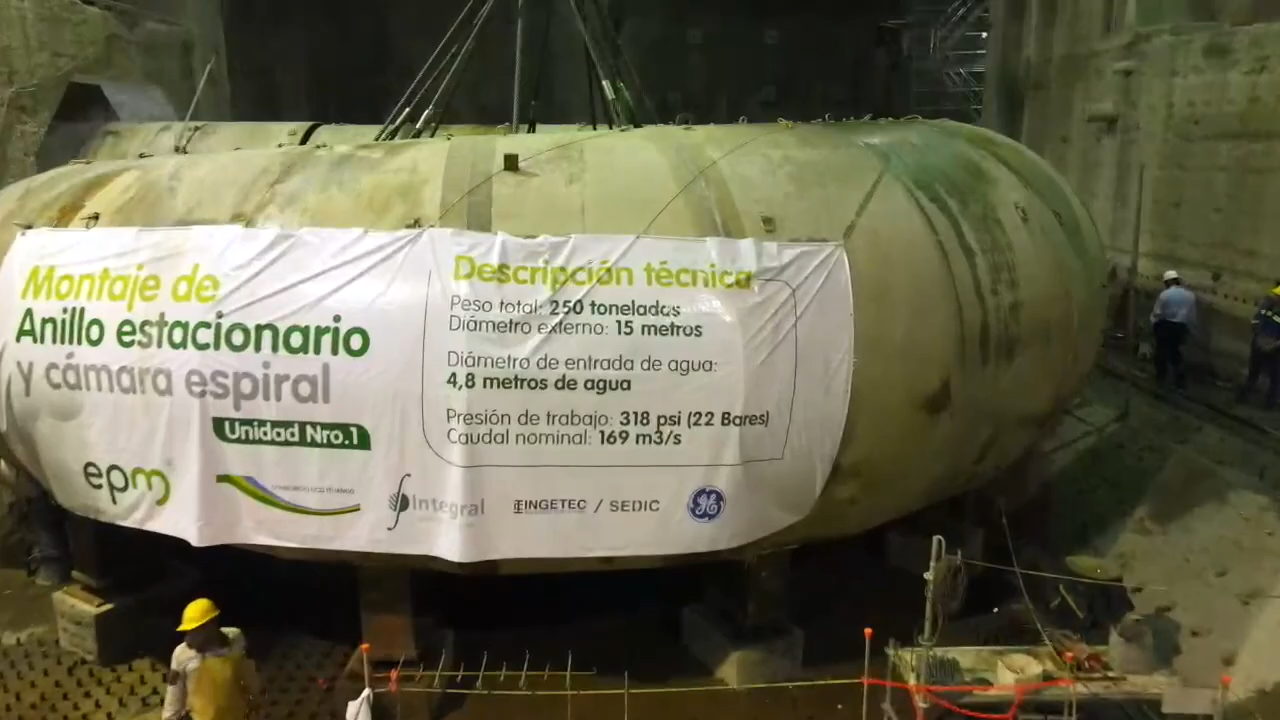 Montaje de
Anillo estacionario
y cámara espiral
Unidad Nro.1
Descripción técnica
Peso total: 250 toneladas
Diámetro externo: 15 metros
Diámetro de entrada de agua:
4,8 metros de agua
Presión de trabajo: 318 psi (22 Bares)
Caudal nominal: 169 m3/s
epm
Integral
INGETEC / SEDIC
GE